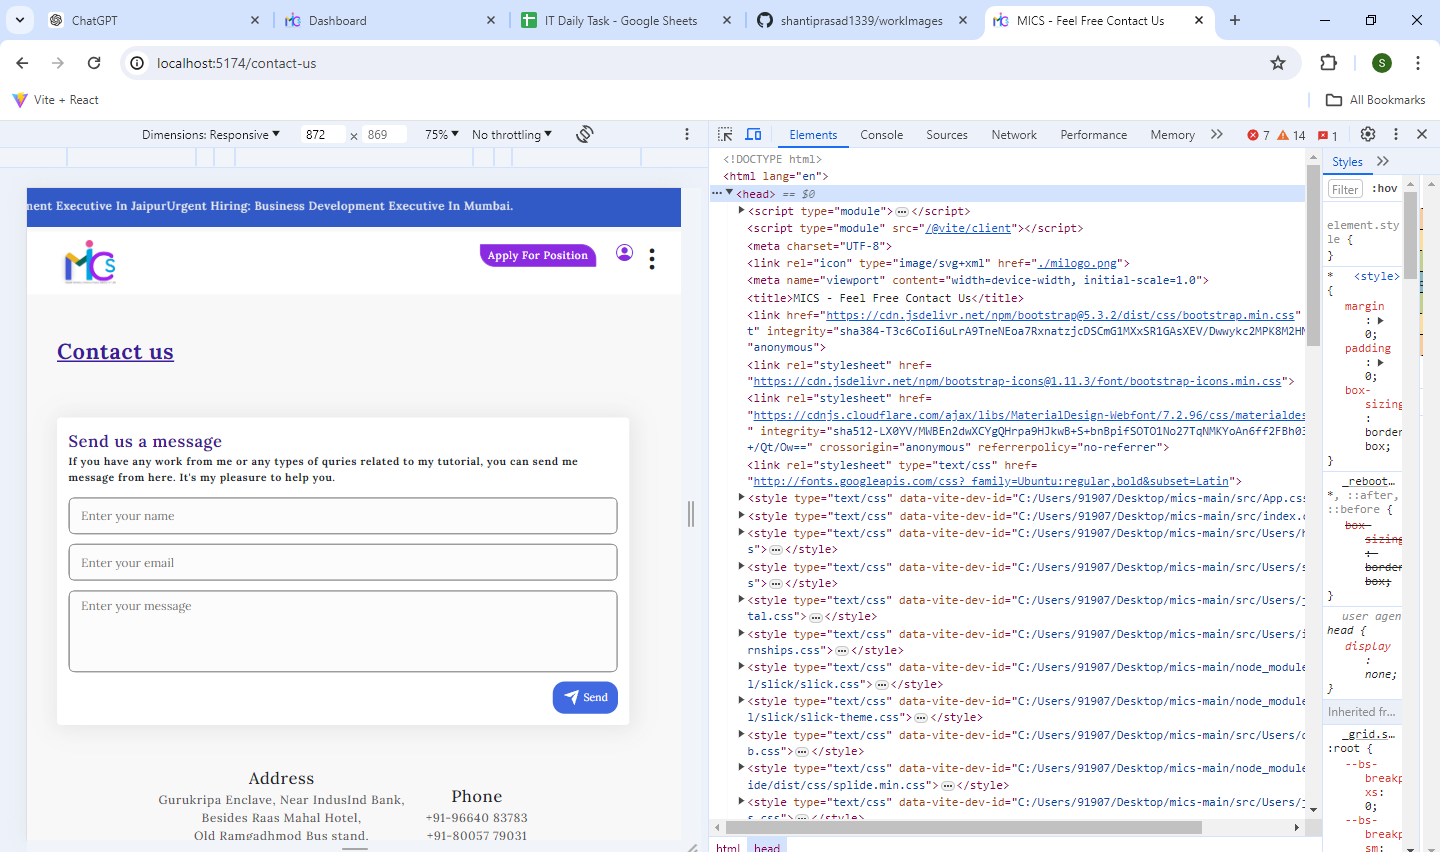 ChatGPT
Dashboard
IT Daily Task - Google Sheets
shantiprasad1339/workImages
MICS - Feel Free Contact Us
localhost:5174/contact-us
S
Vite + React
All Bookmarks
Dimensions: Responsive
872
×
869
75%
No throttling
Elements
Console
Sources
Network
Performance
Memory
7
14
1
ment Executive In JaipurUrgent Hiring: Business Development Executive In Mumbai.
MICs
Apply For Position
Contact us
Send us a message
If you have any work from me or any types of quries related to my tutorial, you can send me
message from here. It's my pleasure to help you.
Enter your name
Enter your email
Enter your message
Send
Address
Gurukripa Enclave, Near IndusInd Bank,
Besides Raas Mahal Hotel,
Old Ramgadhmod Bus stand.
Phone
+91-96640 83783
+91-80057 79031
<!DOCTYPE html>
<html lang="en">
<head> == $0
<script type="module"> </script>
<script type="module" src="/@vite/client"></script>
<meta charset="UTF-8">
<link rel="icon" type="image/svg+xml" href="./milogo.png">
<meta name="viewport" content="width=device-width, initial-scale=1.0">
<title>MICS - Feel Free Contact Us</title>
<link href="https://cdn.jsdelivr.net/npm/bootstrap@5.3.2/dist/css/bootstrap.min.css"
t" integrity="sha384-T3c6CoIi6uLrA9TneNEoa7RxnatzjcDSCmG1MXxSR1GAsXEV/Dwwykc2MPK8M2HN
"anonymous">
<link rel="stylesheet" href=
"https://cdn.jsdelivr.net/npm/bootstrap-icons@1.11.3/font/bootstrap-icons.min.css">
<link rel="stylesheet" href=
"https://cdnjs.cloudflare.com/ajax/libs/MaterialDesign-Webfont/7.2.96/css/materialdes
" integrity="sha512-LX0YV/MWBEn2dwXCYgQHrpa9HJkwB+S+bnBpifSOTO1No27TqNMKYoAn6ff2FBh03
+/Qt/Ow==" crossorigin="anonymous" referrerpolicy="no-referrer">
<link rel="stylesheet" type="text/css" href=
"http://fonts.googleapis.com/css?family=Ubuntu:regular,bold&subset=Latin">
<style type="text/css" data-vite-dev-id="C:/Users/91907/Desktop/mics-main/src/App.css
<style type="text/css" data-vite-dev-id="C:/Users/91907/Desktop/mics-main/src/index.c
<style type="text/css" data-vite-dev-id="C:/Users/91907/Desktop/mics-main/src/Users/h
s"> </style>
<style type="text/css" data-vite-dev-id="C:/Users/91907/Desktop/mics-main/src/Users/s
s"> </style>
<style type="text/css" data-vite-dev-id="C:/Users/91907/Desktop/mics-main/src/Users/j
tal.css"> </style>
<style type="text/css" data-vite-dev-id="C:/Users/91907/Desktop/mics-main/src/Users/i
rnships.css"> </style>
<style type="text/css" data-vite-dev-id="C:/Users/91907/Desktop/mics-main/node_module
l/slick/slick.css"> </style>
<style type="text/css" data-vite-dev-id="C:/Users/91907/Desktop/mics-main/node_modul
l/slick/slick-theme.css"> </style>
<style type="text/css" data-vite-dev-id="C:/Users/91907/Desktop/mics-main/src/Users/c
b.css"> </style>
<style type="text/css" data-vite-dev-id="C:/Users/91907/Desktop/mics-main/node_module
ide/dist/css/splide.min.css"> </style>
<style type="text/css" data-vite-dev-id="C:/Users/91907/Desktop/mics-main/src/Users/j
s.css"> </style>
html
head
Styles
Filter
:hov
element.sty
le {
}
* <style>
{
margin
:
0;
padding
:
0;
box-
sizing
:
border
box;
}
_reboot…
*, ::after,
::before {
box-
sizing
:
border
box;
}
user agen
head {
display
:
none;
}
Inherited fr…
_grid.s…
:root {
--bs-
breakp
xs:
0;
--bs-
breakp
sm: